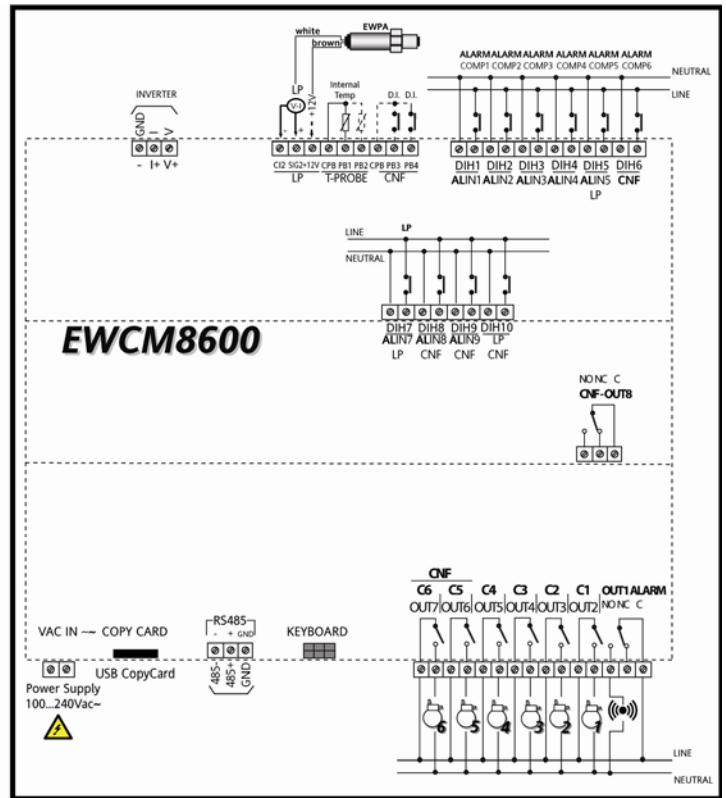 white
brown
EWPA
LP
V-I
- +
+12V
Internal
Temp
D.I. D.I.
ALARM ALARM ALARM ALARM ALARM ALARM
COMP1 COMP2 COMP3 COMP4 COMP5 COMP6
NEUTRAL
LINE
INVERTER
GND I V
- I+ V+
CI2 SIG2 +12V CPB PB1 PB2 CPB PB3 PB4
LP T-PROBE CNF
DIH1 DIH2 DIH3 DIH4 DIH5 DIH6
ALIN1 ALIN2 ALIN3 ALIN4 ALIN5 CNF
LP
LINE
LP
NEUTRAL
DIH7 DIH8 DIH9 DIH10
ALIN7 ALIN8 ALIN9 LP
LP CNF CNF CNF
EWCM8600
NO NC C
CNF-OUT8
CNF
C6 C5 C4 C3 C2 C1 OUT1 ALARM
OUT7 OUT6 OUT5 OUT4 OUT3 OUT2 NO NC C
VAC IN ~~ COPY CARD
RS485
- + GND
KEYBOARD
USB CopyCard
485- 485+ GND
Power Supply
100...240Vac~
6 5 4 3 2 1
LINE
NEUTRAL